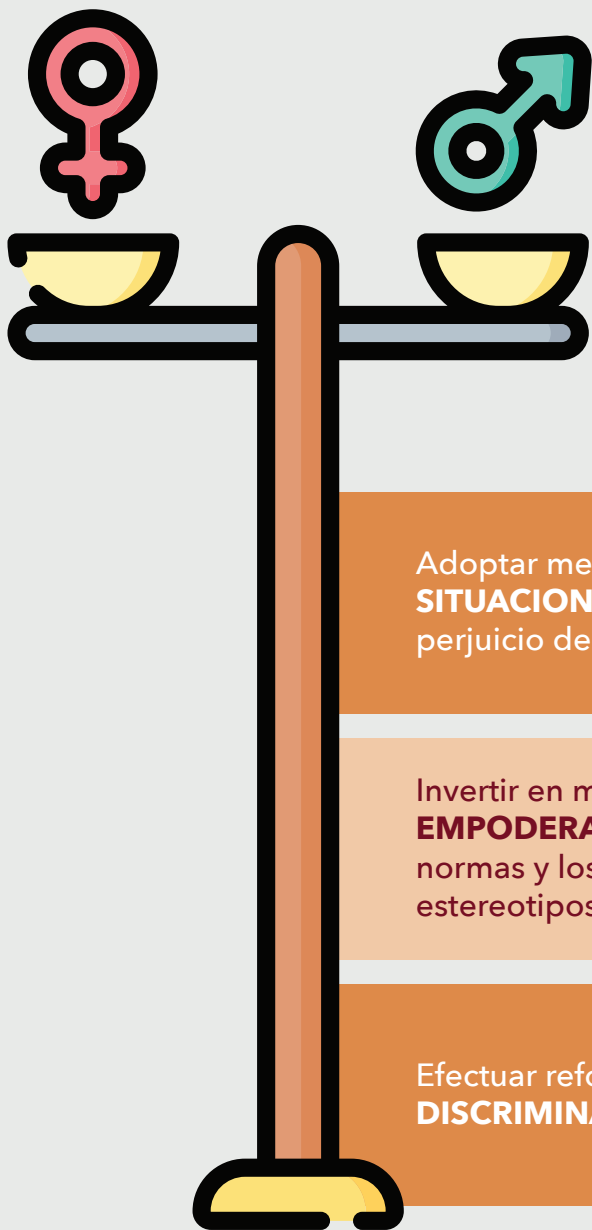 Adoptar me
SITUACION
perjuicio de
Invertir en m
EMPODERA
normas y los
estereotipos
Efectuar refo
DISCRIMINA